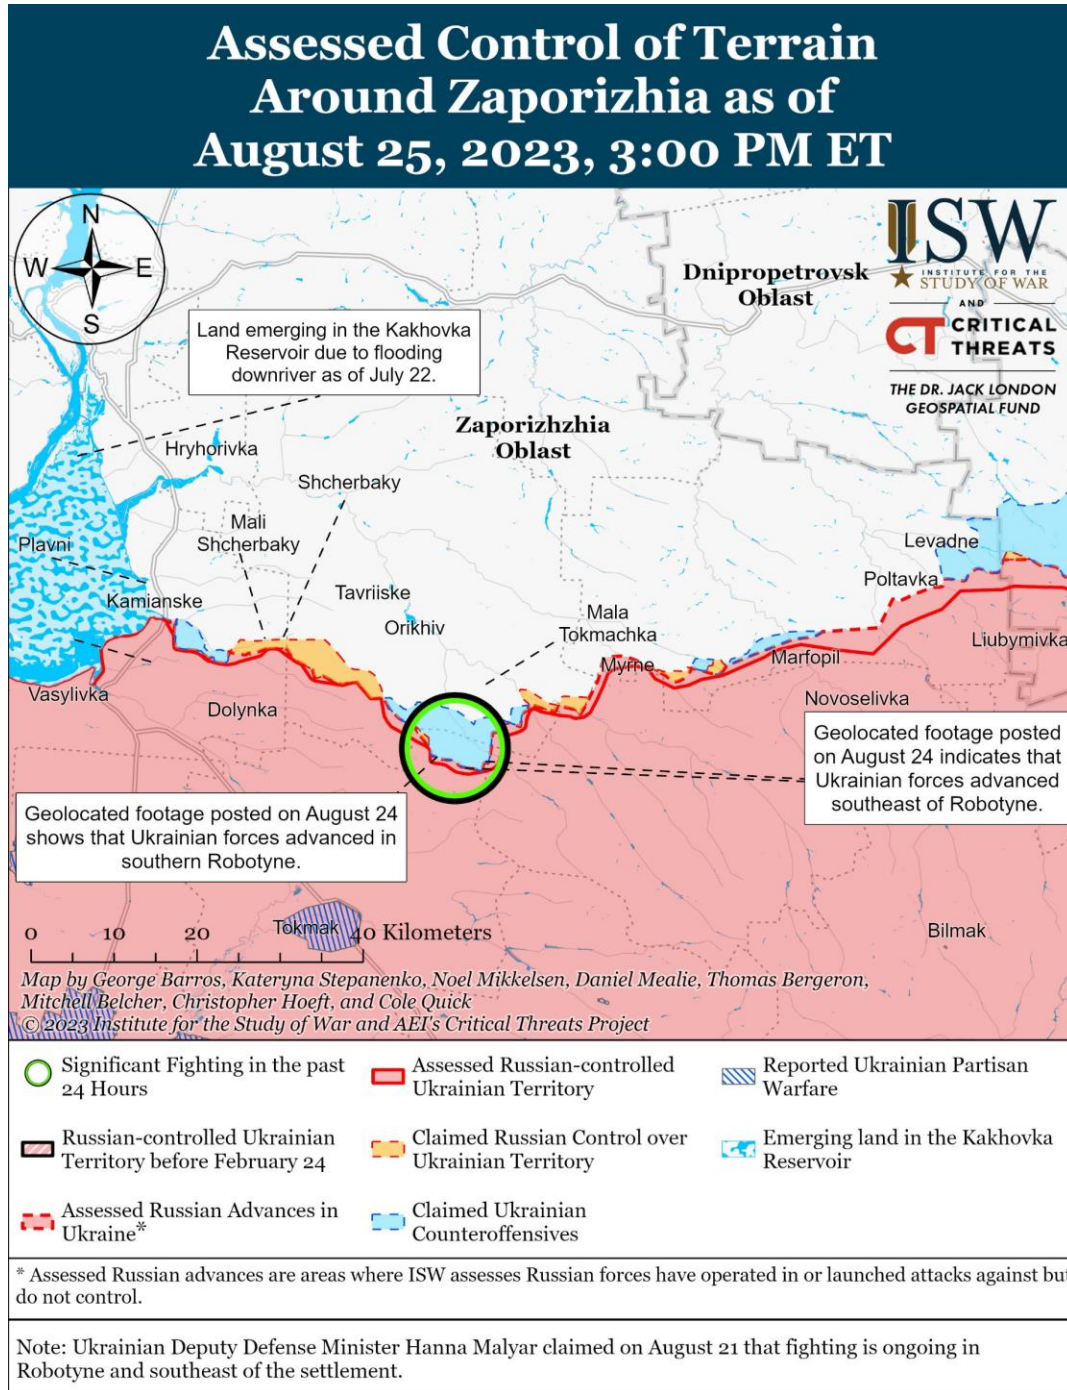 Assessed Control of Terrain
Around Zaporizhia as of
August 25, 2023, 3:00 PM ET
N
W
E
S
ISW
INSTITUTE FOR THE
STUDY OF WAR
AND
CT CRITICAL
THREATS
THE DR. JACK LONDON
GEOSPATIAL FUND
Dnipropetrovsk
Oblast
Land emerging in the Kakhovka
Reservoir due to flooding
downriver as of July 22.
Zaporizhzhia
Oblast
Hryhorivka
Shcherbaky
Mali
Shcherbaky
Plavni
Levadne
Poltavka
Kamianske
Tavriiske
Orikhiv
Mala
Tokmachka
Liubymivka
Myrne
Marfopil
Vasylivka
Dolynka
Novoselivka
Geolocated footage posted
on August 24 indicates that
Ukrainian forces advanced
southeast of Robotyne.
Geolocated footage posted on August 24
shows that Ukrainian forces advanced in
southern Robotyne.
Tokmak
Bilmak
0 10 20 40 Kilometers
Map by George Barros, Kateryna Stepanenko, Noel Mikkelsen, Daniel Mealie, Thomas Bergeron,
Mitchell Belcher, Christopher Hoeft, and Cole Quick
© 2023 Institute for the Study of War and AEI's Critical Threats Project
Significant Fighting in the past
24 Hours
Assessed Russian-controlled
Ukrainian Territory
Reported Ukrainian Partisan
Warfare
Russian-controlled Ukrainian
Territory before February 24
Claimed Russian Control over
Ukrainian Territory
Emerging land in the Kakhovka
Reservoir
Assessed Russian Advances in
Ukraine*
Claimed Ukrainian
Counteroffensives
* Assessed Russian advances are areas where ISW assesses Russian forces have operated in or launched attacks against but
do not control.
Note: Ukrainian Deputy Defense Minister Hanna Malyar claimed on August 21 that fighting is ongoing in
Robotyne and southeast of the settlement.